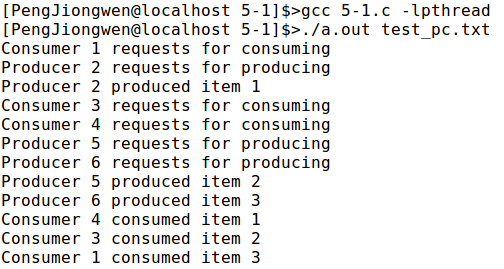 [PengJiongwen@localhost 5-1]$>gcc 5-1.c -lpthread
[PengJiongwen@localhost 5-1]$>./a.out test_pc.txt
Consumer 1 requests for consuming
Producer 2 requests for producing
Producer 2 produced item 1
Consumer 3 requests for consuming
Consumer 4 requests for consuming
Producer 5 requests for producing
Producer 6 requests for producing
Producer 5 produced item 2
Producer 6 produced item 3
Consumer 4 consumed item 1
Consumer 3 consumed item 2
Consumer 1 consumed item 3